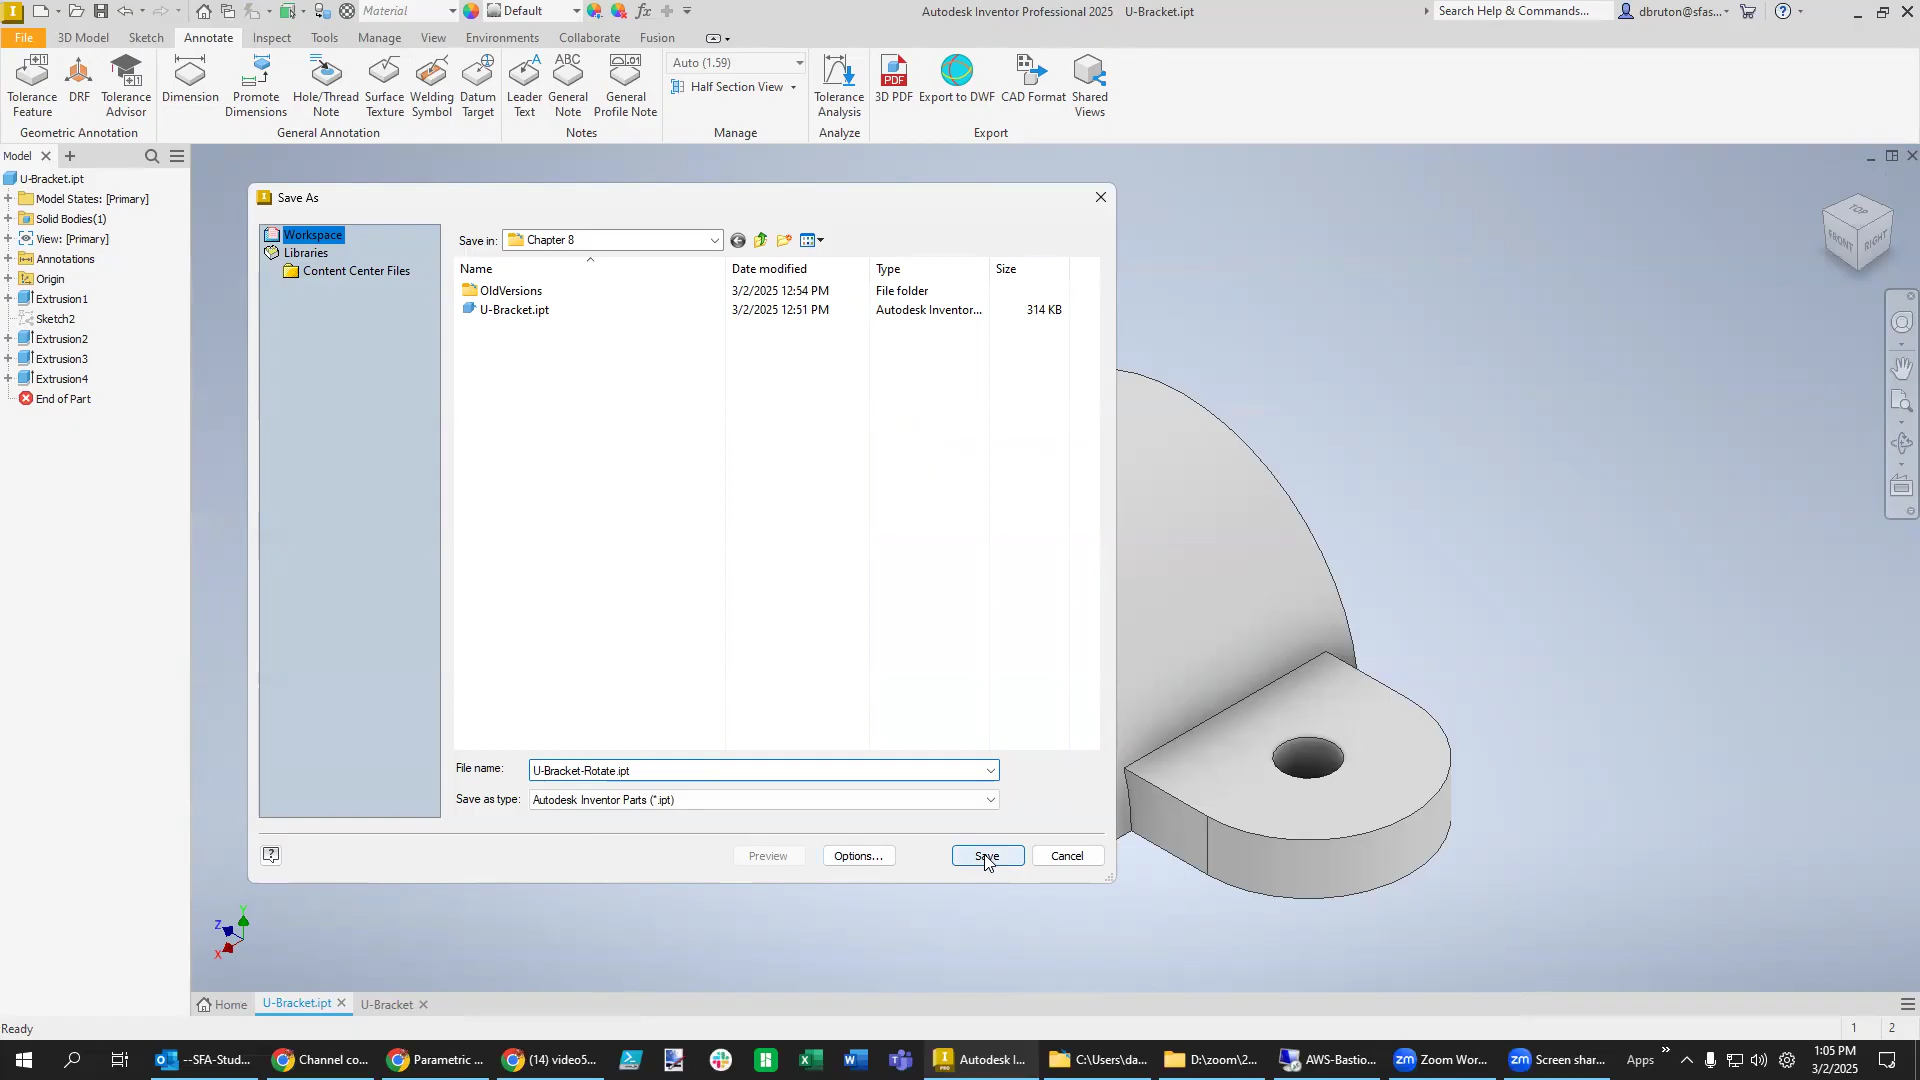 Material
Default
Autodesk Inventor Professional 2025 U-Bracket.ipt
Search Help & Commands...
dbruton@sfas...
File 3D Model Sketch Annotate Inspect Tools Manage View Environments Collaborate Fusion
Tolerance Feature
DRF
Tolerance Advisor
Dimension
Promote Dimensions
Hole/Thread Note
Surface Texture
Welding Symbol
Datum Target
Leader Text
ABC
General Note
General Profile Note
Auto (1.59)
Half Section View
Tolerance Analysis
PDF
3D PDF
Export to DWF
CAD Format
Shared Views
Geometric Annotation
General Annotation
Notes
Manage
Analyze
Export
Model
U-Bracket.ipt
Model States: [Primary]
Solid Bodies(1)
View: [Primary]
Annotations
Origin
Extrusion1
Sketch2
Extrusion2
Extrusion3
Extrusion4
End of Part
Save As
Workspace
Libraries
Content Center Files
Save in: Chapter 8
Name Date modified Type Size
OldVersions 3/2/2025 12:54 PM File folder
U-Bracket.ipt 3/2/2025 12:51 PM Autodesk Inventor... 314 KB
File name: U-Bracket-Rotate.ipt
Save as type: Autodesk Inventor Parts (*.ipt)
Preview
Options...
Save
Cancel
TOP
FRONT
RIGHT
Y
Z
X
Home
U-Bracket.ipt
U-Bracket
Ready
1 2
--SFA-Stud...
Channel co...
Parametric ...
(14) video5...
Autodesk I...
C:\Users\da...
D:\zoom\2...
AWS-Bastio...
Zoom Wor...
Screen shar...
Apps
1:05 PM
3/2/2025